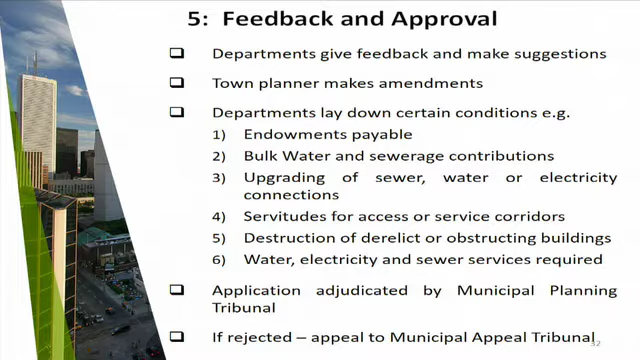 5: Feedback and Approval
❑ Departments give feedback and make suggestions
❑ Town planner makes amendments
❑ Departments lay down certain conditions e.g.
1) Endowments payable
2) Bulk Water and sewerage contributions
3) Upgrading of sewer, water or electricity
connections
4) Servitudes for access or service corridors
5) Destruction of derelict or obstructing buildings
6) Water, electricity and sewer services required
❑ Application adjudicated by Municipal Planning
Tribunal
❑ If rejected – appeal to Municipal Appeal Tribunal
32